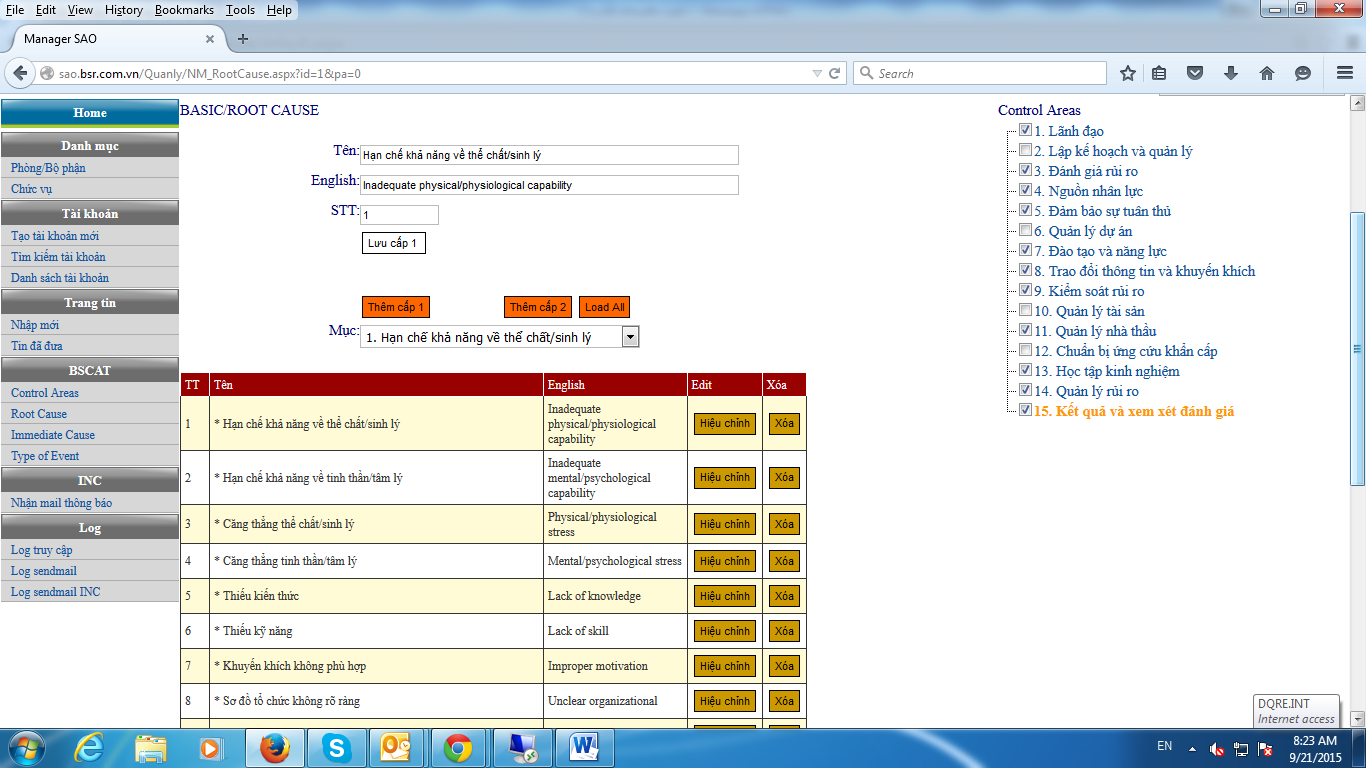 File Edit View History Bookmarks Tools Help
Manager SAO
sao.bsr.com.vn/Quanly/NM_RootCause.aspx?id=1&pa=0
Search
Home
Danh mục
Phòng/Bộ phận
Chức vụ
Tài khoản
Tạo tài khoản mới
Tìm kiếm tài khoản
Danh sách tài khoản
Trang tin
Nhập mới
Tin đã đưa
BSCAT
Control Areas
Root Cause
Immediate Cause
Type of Event
INC
Nhận mail thông báo
Log
Log truy cập
Log sendmail
Log sendmail INC
BASIC/ROOT CAUSE
Tên: Hạn chế khả năng về thể chất/sinh lý
English: Inadequate physical/physiological capability
STT: 1
Lưu cấp 1
Thêm cấp 1 Thêm cấp 2 Load All
Mục: 1. Hạn chế khả năng về thể chất/sinh lý
TT Tên English Edit Xóa
1 * Hạn chế khả năng về thể chất/sinh lý Inadequate physical/physiological capability Hiệu chỉnh Xóa
2 * Hạn chế khả năng về tinh thần/tâm lý Inadequate mental/psychological capability Hiệu chỉnh Xóa
3 * Căng thẳng thể chất/sinh lý Physical/physiological stress Hiệu chỉnh Xóa
4 * Căng thẳng tinh thần/tâm lý Mental/psychological stress Hiệu chỉnh Xóa
5 * Thiếu kiến thức Lack of knowledge Hiệu chỉnh Xóa
6 * Thiếu kỹ năng Lack of skill Hiệu chỉnh Xóa
7 * Khuyến khích không phù hợp Improper motivation Hiệu chỉnh Xóa
8 * Sơ đồ tổ chức không rõ ràng Unclear organizational Hiệu chỉnh Xóa
Control Areas
1. Lãnh đạo
2. Lập kế hoạch và quản lý
3. Đánh giá rủi ro
4. Nguồn nhân lực
5. Đảm bảo sự tuân thủ
6. Quản lý dự án
7. Đào tạo và năng lực
8. Trao đổi thông tin và khuyến khích
9. Kiểm soát rủi ro
10. Quản lý tài sản
11. Quản lý nhà thầu
12. Chuẩn bị ứng cứu khẩn cấp
13. Học tập kinh nghiệm
14. Quản lý rủi ro
15. Kết quả và xem xét đánh giá
DQRE.INT
Internet access
EN
8:23 AM
9/21/2015